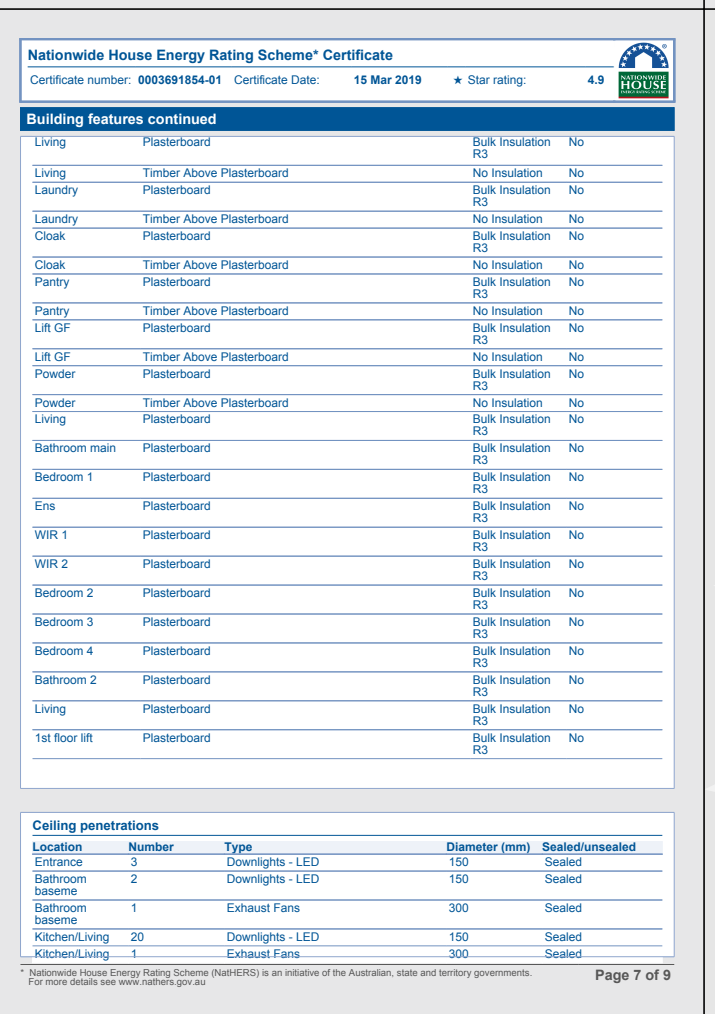 Nationwide House Energy Rating Scheme* Certificate
Certificate number: 0003691854-01 Certificate Date: 15 Mar 2019 ★ Star rating: 4.9
NATIONWIDE
HOUSE
ENERGY RATING SCHEME
®
Building features continued
Living Plasterboard Bulk Insulation No
R3
Living Timber Above Plasterboard No Insulation No
Laundry Plasterboard Bulk Insulation No
R3
Laundry Timber Above Plasterboard No Insulation No
Cloak Plasterboard Bulk Insulation No
R3
Cloak Timber Above Plasterboard No Insulation No
Pantry Plasterboard Bulk Insulation No
R3
Pantry Timber Above Plasterboard No Insulation No
Lift GF Plasterboard Bulk Insulation No
R3
Lift GF Timber Above Plasterboard No Insulation No
Powder Plasterboard Bulk Insulation No
R3
Powder Timber Above Plasterboard No Insulation No
Living Plasterboard Bulk Insulation No
R3
Bathroom main Plasterboard Bulk Insulation No
R3
Bedroom 1 Plasterboard Bulk Insulation No
R3
Ens Plasterboard Bulk Insulation No
R3
WIR 1 Plasterboard Bulk Insulation No
R3
WIR 2 Plasterboard Bulk Insulation No
R3
Bedroom 2 Plasterboard Bulk Insulation No
R3
Bedroom 3 Plasterboard Bulk Insulation No
R3
Bedroom 4 Plasterboard Bulk Insulation No
R3
Bathroom 2 Plasterboard Bulk Insulation No
R3
Living Plasterboard Bulk Insulation No
R3
1st floor lift Plasterboard Bulk Insulation No
R3
Ceiling penetrations
Location Number Type Diameter (mm) Sealed/unsealed
Entrance 3 Downlights - LED 150 Sealed
Bathroom 2 Downlights - LED 150 Sealed
baseme
Bathroom 1 Exhaust Fans 300 Sealed
baseme
Kitchen/Living 20 Downlights - LED 150 Sealed
Kitchen/Living 1 Exhaust Fans 300 Sealed
* Nationwide House Energy Rating Scheme (NatHERS) is an initiative of the Australian, state and territory governments.
For more details see www.nathers.gov.au
Page 7 of 9